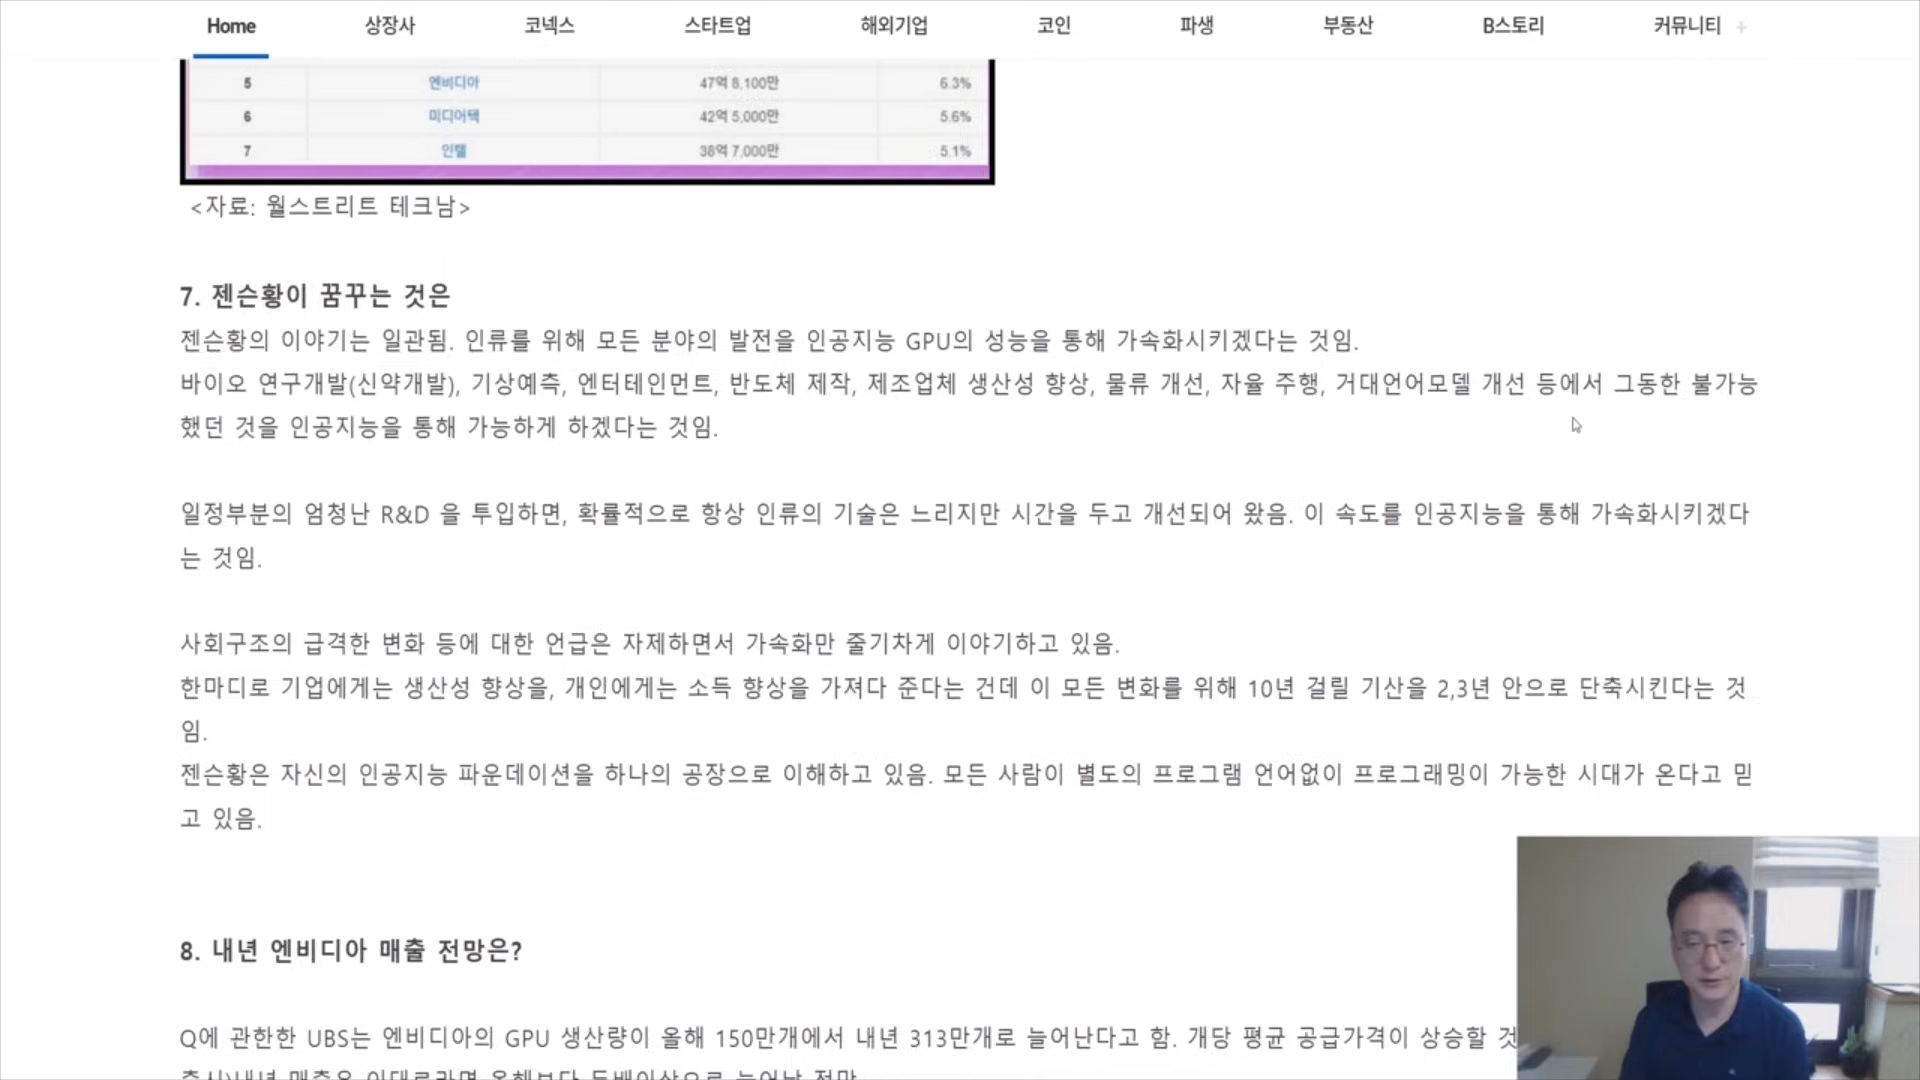 Home 상장사 코넥스 스타트업 해외기업 코인 파생 부동산 B스토리 커뮤니티 +
5 엔비디아 47억 8,100만 6.3%
6 미디어텍 42억 5,000만 5.6%
7 인텔 38억 7,000만 5.1%
<자료: 월스트리트 테크남>
7. 젠슨황이 꿈꾸는 것은
젠슨황의 이야기는 일관됨. 인류를 위해 모든 분야의 발전을 인공지능 GPU의 성능을 통해 가속화시키겠다는 것임.
바이오 연구개발(신약개발), 기상예측, 엔터테인먼트, 반도체 제작, 제조업체 생산성 향상, 물류 개선, 자율 주행, 거대언어모델 개선 등에서 그동한 불가능
했던 것을 인공지능을 통해 가능하게 하겠다는 것임.
일정부분의 엄청난 R&D 을 투입하면, 확률적으로 항상 인류의 기술은 느리지만 시간을 두고 개선되어 왔음. 이 속도를 인공지능을 통해 가속화시키겠다
는 것임.
사회구조의 급격한 변화 등에 대한 언급은 자제하면서 가속화만 줄기차게 이야기하고 있음.
한마디로 기업에게는 생산성 향상을, 개인에게는 소득 향상을 가져다 준다는 건데 이 모든 변화를 위해 10년 걸릴 기산을 2,3년 안으로 단축시킨다는 것
임.
젠슨황은 자신의 인공지능 파운데이션을 하나의 공장으로 이해하고 있음. 모든 사람이 별도의 프로그램 언어없이 프로그래밍이 가능한 시대가 온다고 믿
고 있음.
8. 내년 엔비디아 매출 전망은?
Q에 관한한 UBS는 엔비디아의 GPU 생산량이 올해 150만개에서 내년 313만개로 늘어난다고 함. 개당 평균 공급가격이 상승할 것